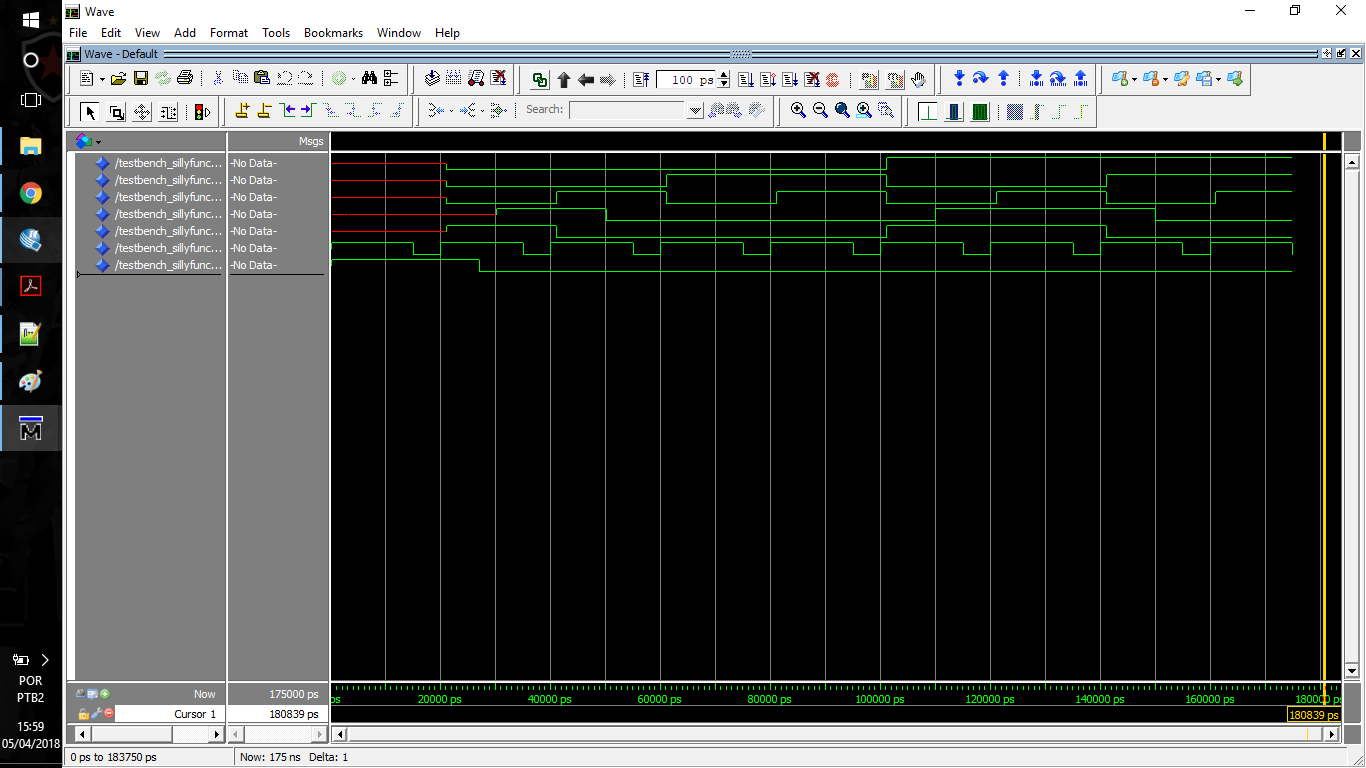 Wave
File Edit View Add Format Tools Bookmarks Window Help
Wave - Default
100 ps
Search:
Msgs
/testbench_sillyfunc... -No Data-
/testbench_sillyfunc... -No Data-
/testbench_sillyfunc... -No Data-
/testbench_sillyfunc... -No Data-
/testbench_sillyfunc... -No Data-
/testbench_sillyfunc... -No Data-
/testbench_sillyfunc... -No Data-
Now 175000 ps
ps 20000 ps 40000 ps 60000 ps 80000 ps 100000 ps 120000 ps 140000 ps 160000 ps 180000 ps
Cursor 1 180839 ps
180839 ps
0 ps to 183750 ps Now: 175 ns Delta: 1
POR
PTB2
15:59
05/04/2018